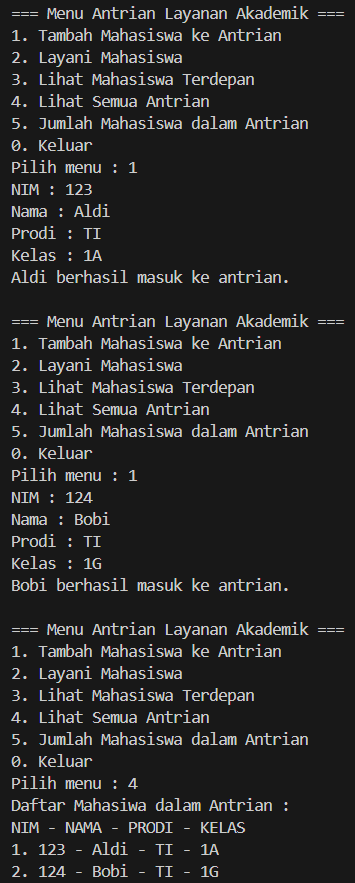 === Menu Antrian Layanan Akademik ===
1. Tambah Mahasiswa ke Antrian
2. Layani Mahasiswa
3. Lihat Mahasiswa Terdepan
4. Lihat Semua Antrian
5. Jumlah Mahasiswa dalam Antrian
0. Keluar
Pilih menu : 1
NIM : 123
Nama : Aldi
Prodi : TI
Kelas : 1A
Aldi berhasil masuk ke antrian.
=== Menu Antrian Layanan Akademik ===
1. Tambah Mahasiswa ke Antrian
2. Layani Mahasiswa
3. Lihat Mahasiswa Terdepan
4. Lihat Semua Antrian
5. Jumlah Mahasiswa dalam Antrian
0. Keluar
Pilih menu : 1
NIM : 124
Nama : Bobi
Prodi : TI
Kelas : 1G
Bobi berhasil masuk ke antrian.
=== Menu Antrian Layanan Akademik ===
1. Tambah Mahasiswa ke Antrian
2. Layani Mahasiswa
3. Lihat Mahasiswa Terdepan
4. Lihat Semua Antrian
5. Jumlah Mahasiswa dalam Antrian
0. Keluar
Pilih menu : 4
Daftar Mahasiwa dalam Antrian :
NIM - NAMA - PRODI - KELAS
1. 123 - Aldi - TI - 1A
2. 124 - Bobi - TI - 1G